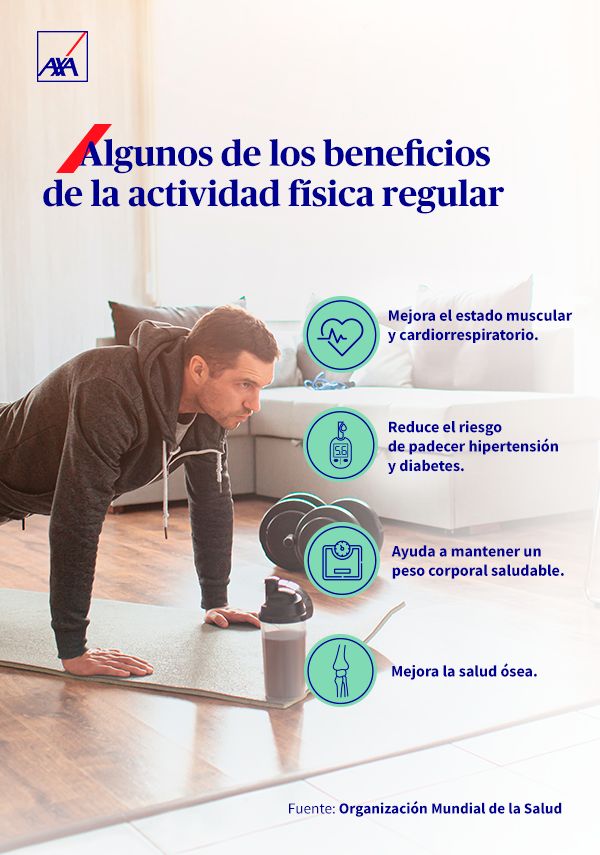 AXA
Algunos de los beneficios
de la actividad física regular
Mejora el estado muscular
y cardiorrespiratorio.
Reduce el riesgo
de padecer hipertensión
y diabetes.
5.6
Ayuda a mantener un
peso corporal saludable.
Mejora la salud ósea.
Fuente: Organización Mundial de la Salud